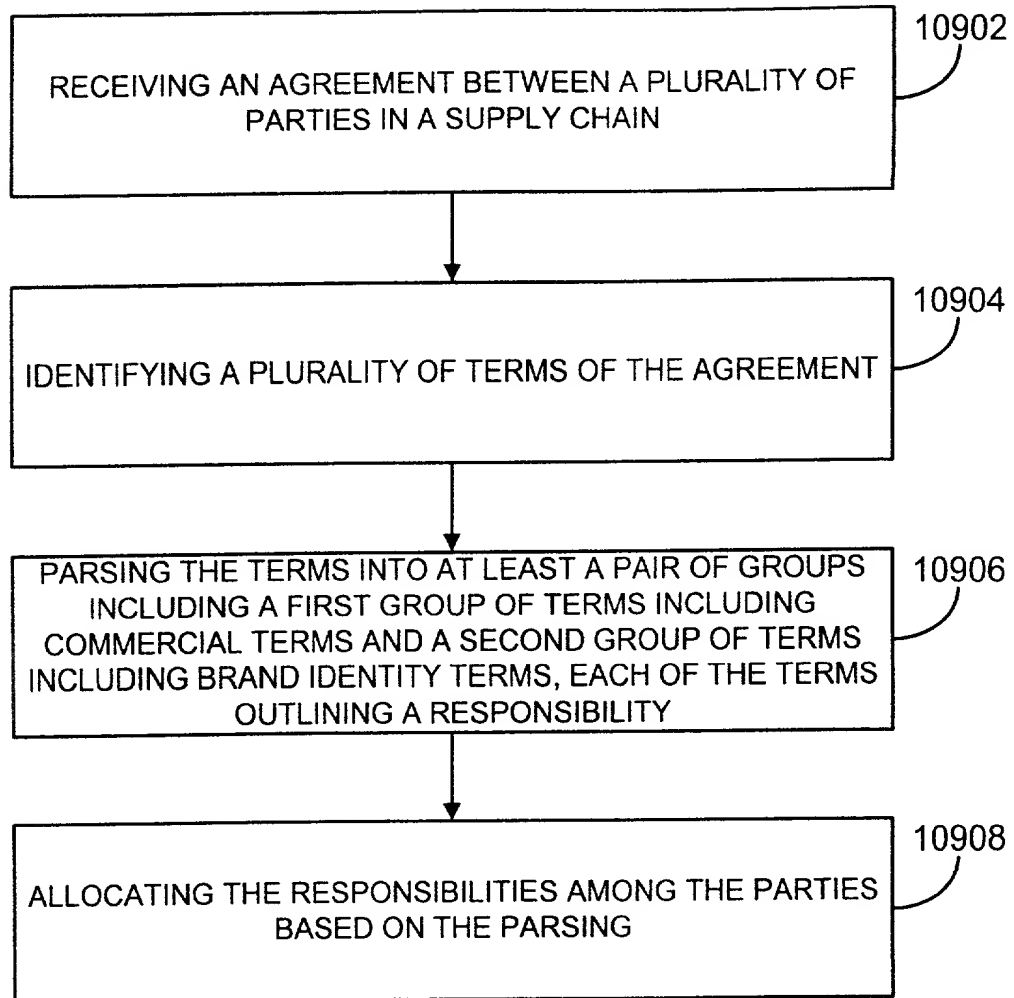 10902
RECEIVING AN AGREEMENT BETWEEN A PLURALITY OF
PARTIES IN A SUPPLY CHAIN
10904
IDENTIFYING A PLURALITY OF TERMS OF THE AGREEMENT
10906
PARSING THE TERMS INTO AT LEAST A PAIR OF GROUPS
INCLUDING A FIRST GROUP OF TERMS INCLUDING
COMMERCIAL TERMS AND A SECOND GROUP OF TERMS
INCLUDING BRAND IDENTITY TERMS, EACH OF THE TERMS
OUTLINING A RESPONSIBILITY
10908
ALLOCATING THE RESPONSIBILITIES AMONG THE PARTIES
BASED ON THE PARSING